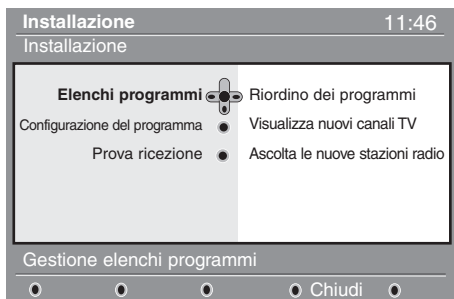 Installazione 11:46
Installazione
Elenchi programmi Riordino dei programmi
Configurazione del programma Visualizza nuovi canali TV
Prova ricezione Ascolta le nuove stazioni radio
Gestione elenchi programmi
Chiudi